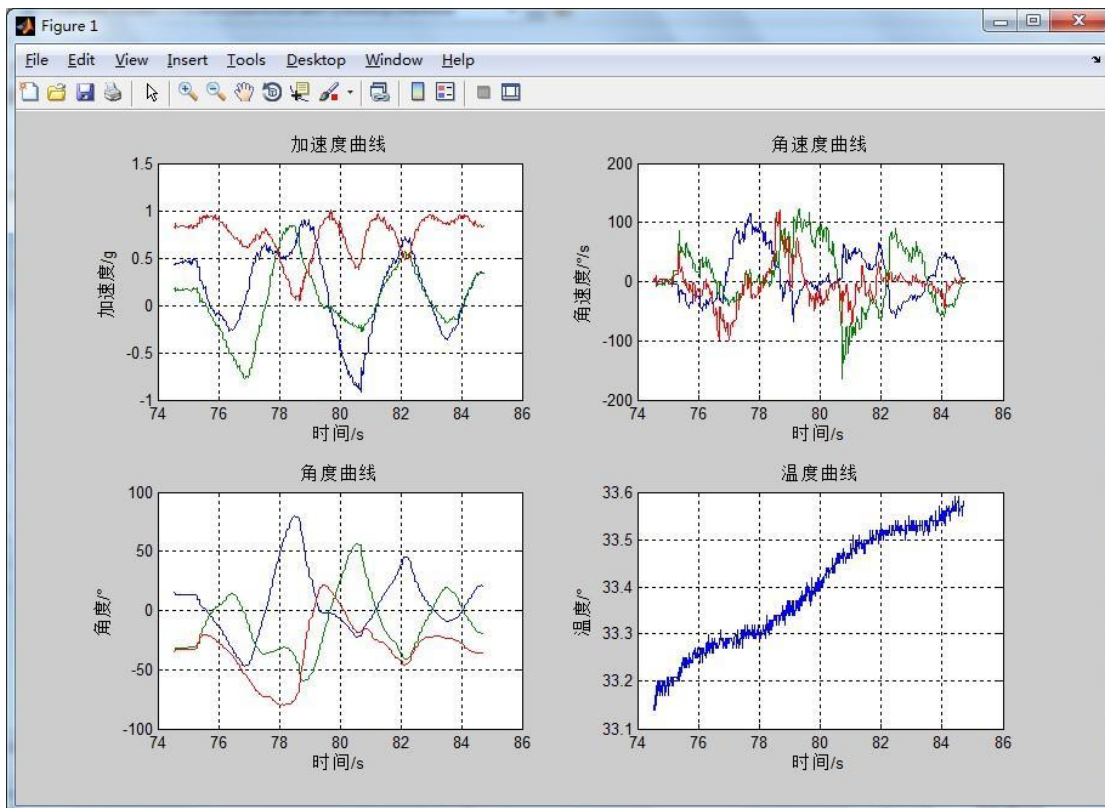 Figure 1
File Edit View Insert Tools Desktop Window Help
加速度曲线
1.5
1
0.5
0
-0.5
-1
加速度/g
74 76 78 80 82 84 86
时间/s
角速度曲线
200
100
0
-100
-200
角速度/°/s
74 76 78 80 82 84 86
时间/s
角度曲线
100
50
0
-50
-100
角度/°
74 76 78 80 82 84 86
时间/s
温度曲线
33.6
33.5
33.4
33.3
33.2
33.1
温度/°
74 76 78 80 82 84 86
时间/s